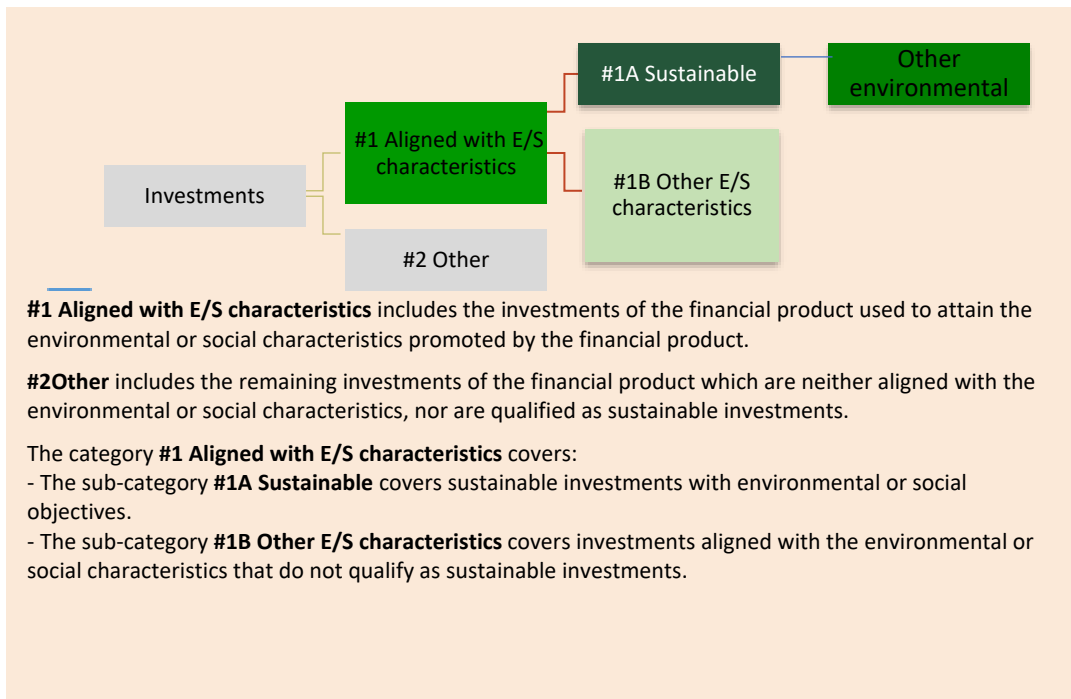 Other
environmental
#1A Sustainable
#1 Aligned with E/S
characteristics
#1B Other E/S
characteristics
Investments
#2 Other
#1 Aligned with E/S characteristics includes the investments of the financial product used to attain the
environmental or social characteristics promoted by the financial product.
#2Other includes the remaining investments of the financial product which are neither aligned with the
environmental or social characteristics, nor are qualified as sustainable investments.
The category #1 Aligned with E/S characteristics covers:
- The sub-category #1A Sustainable covers sustainable investments with environmental or social
objectives.
- The sub-category #1B Other E/S characteristics covers investments aligned with the environmental or
social characteristics that do not qualify as sustainable investments.